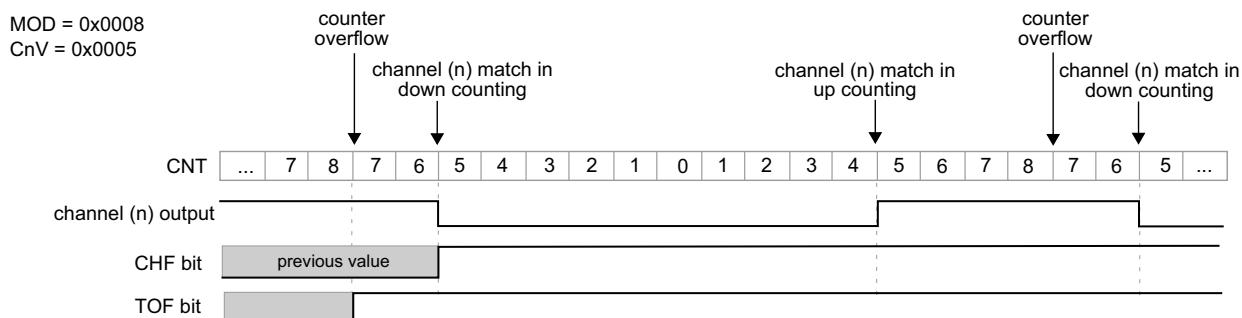 MOD = 0x0008
CnV = 0x0005
counter
overflow
channel (n) match in
down counting
channel (n) match in
up counting
counter
overflow
channel (n) match in
down counting
CNT ... 7 8 7 6 5 4 3 2 1 0 1 2 3 4 5 6 7 8 7 6 5 ...
channel (n) output
CHF bit previous value
TOF bit